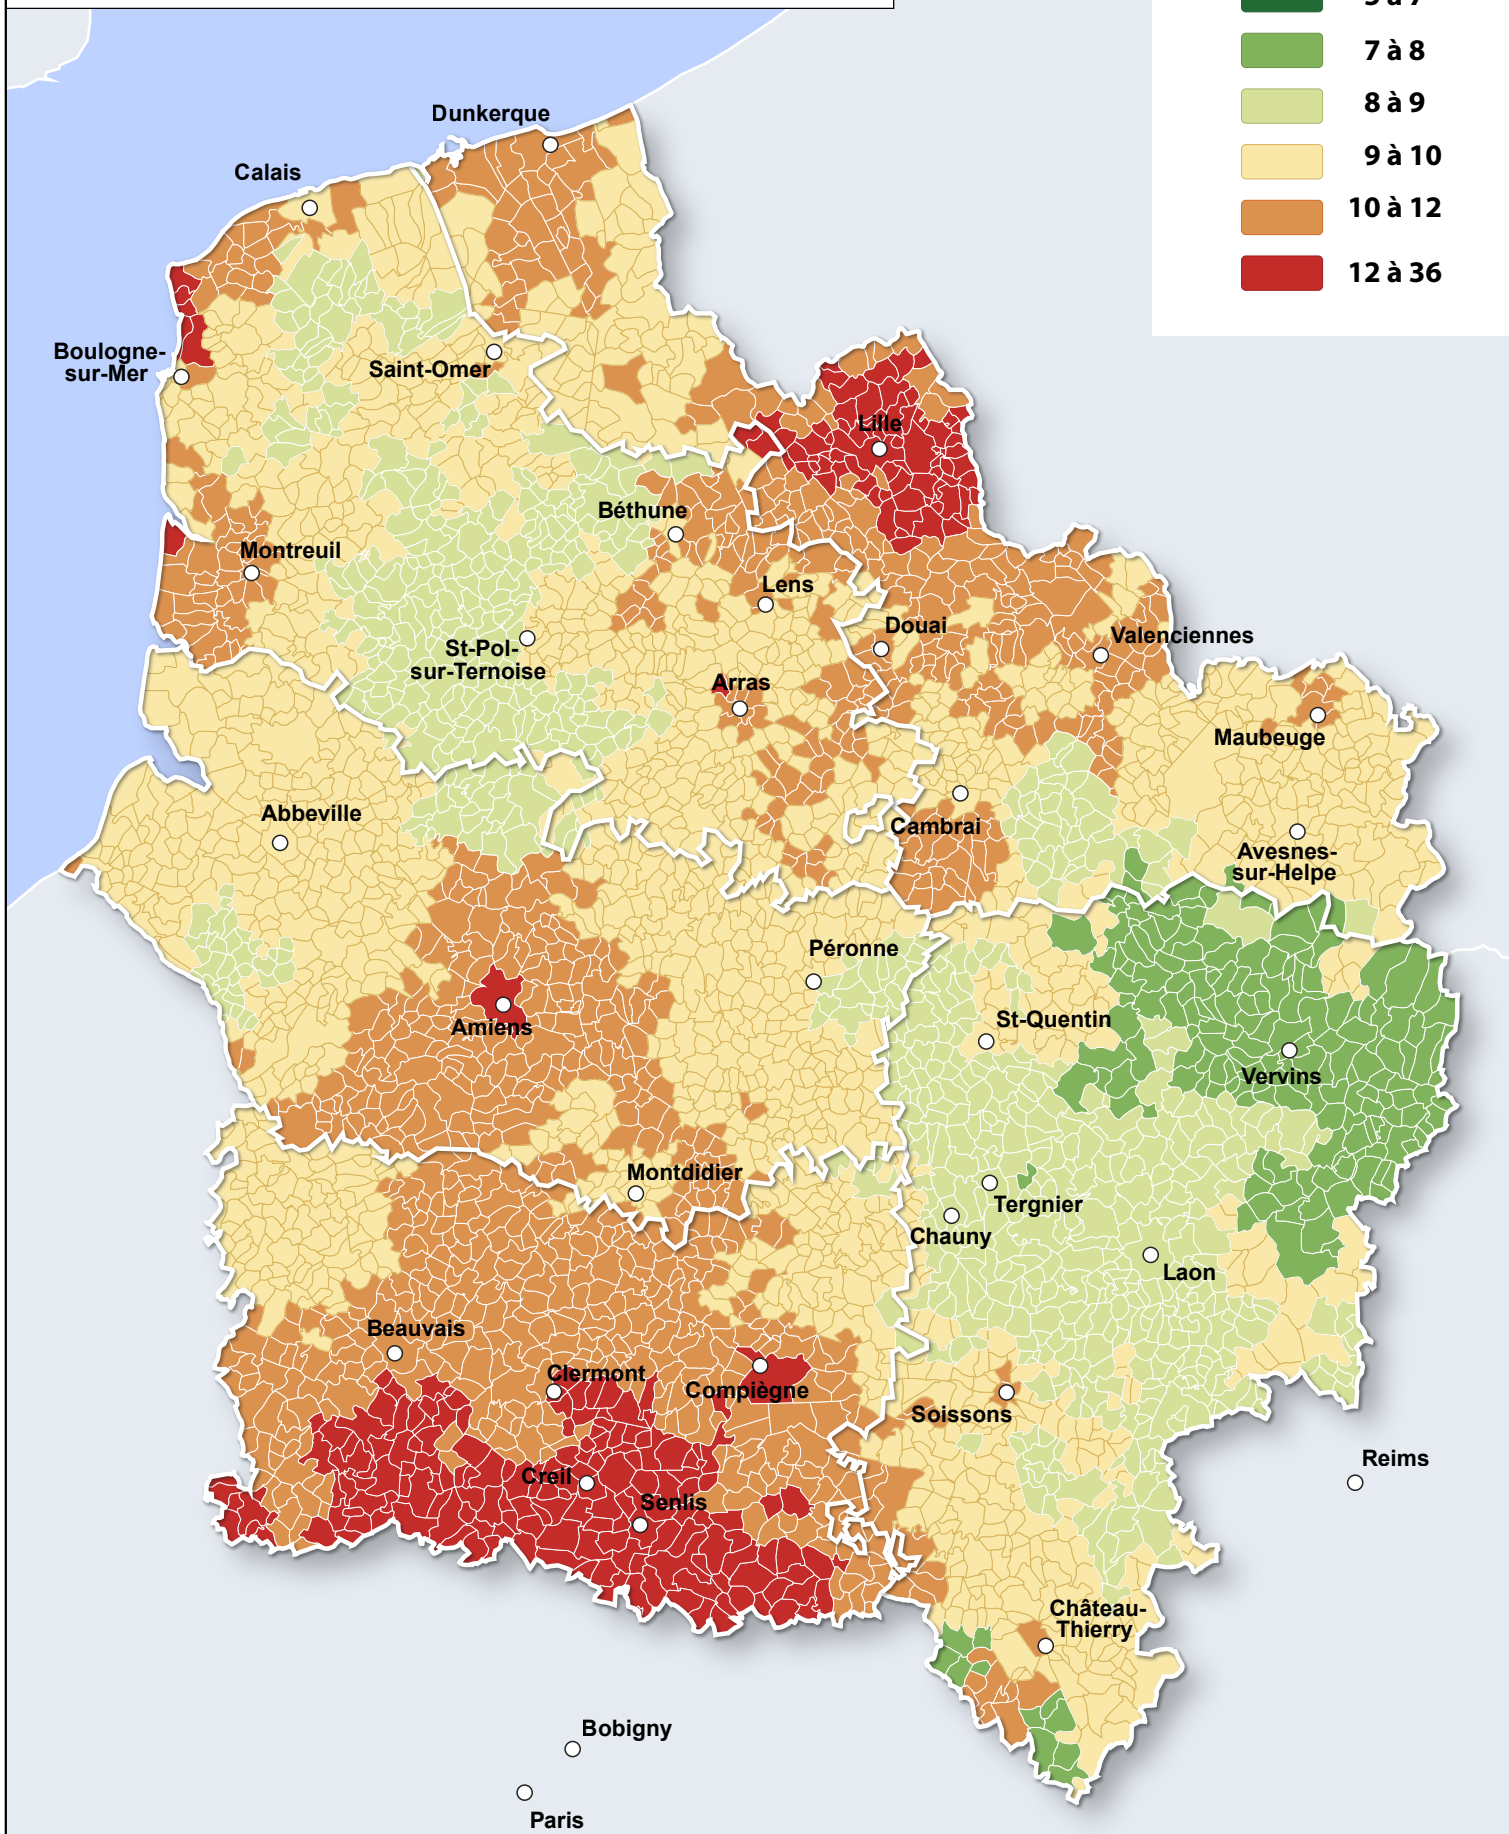 7 à 8
8 à 9
9 à 10
10 à 12
12 à 36
Dunkerque
Calais
Boulogne-
sur-Mer
Saint-Omer
Lille
Béthune
Montreuil
Lens
Douai
Valenciennes
St-Pol-
sur-Ternoise
Arras
Maubeuge
Abbeville
Cambrai
Avesnes-
sur-Helpe
Péronne
Amiens
St-Quentin
Vervins
Montdidier
Tergnier
Chauny
Laon
Beauvais
Clermont
Compiègne
Soissons
Reims
Creil
Senlis
Château-
Thierry
Bobigny
Paris